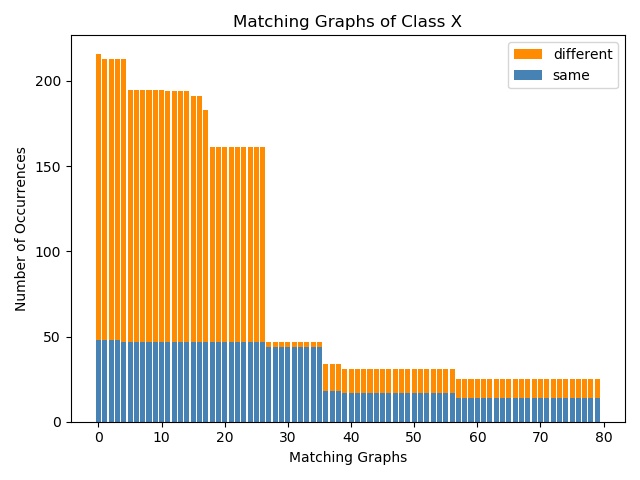 Matching Graphs of Class X
different
same
Number of Occurrences
200
150
100
50
0
0 10 20 30 40 50 60 70 80
Matching Graphs